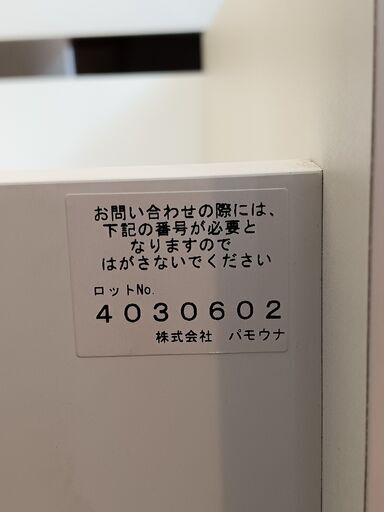 お問い合わせの際には、
下記の番号が必要と
なりますので
はがさないでください
ロットNo.
4030602
株式会社　パモウナ